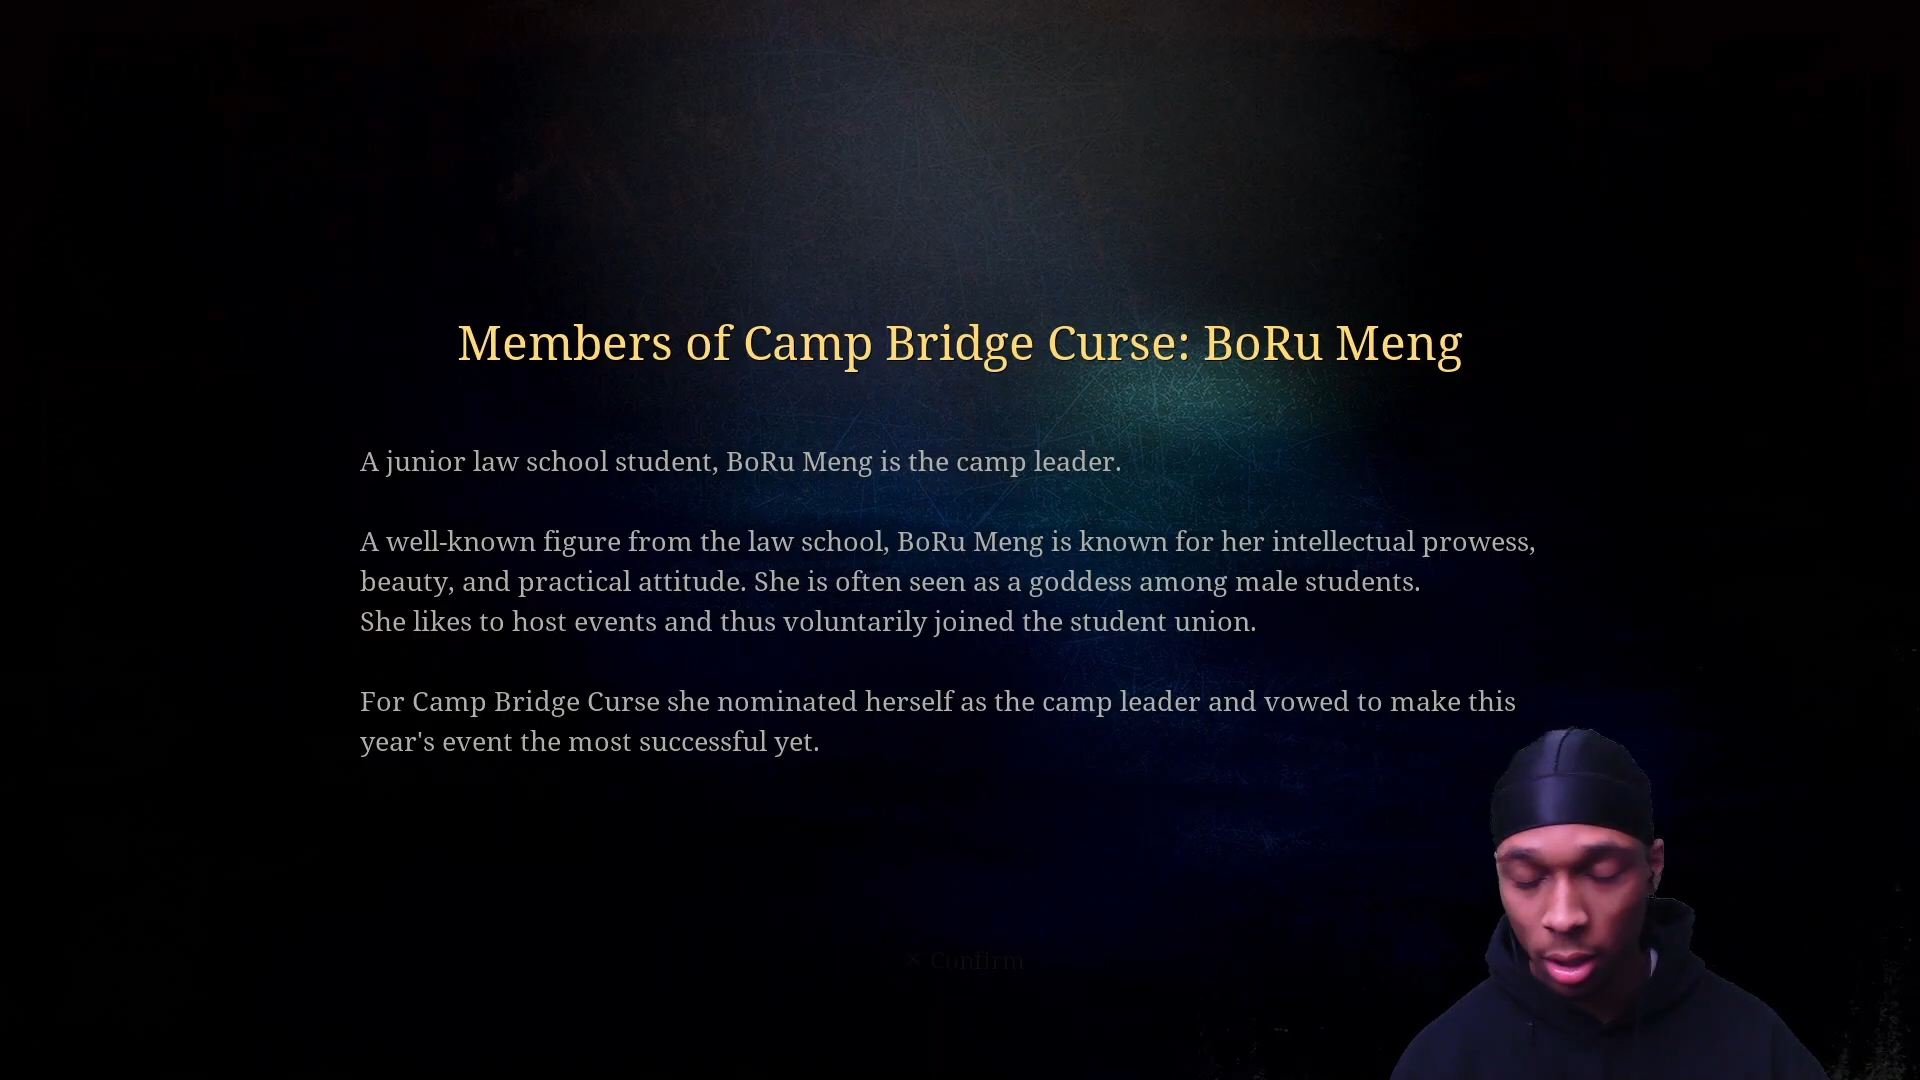 Members of Camp Bridge Curse: BoRu Meng
A junior law school student, BoRu Meng is the camp leader.
A well-known figure from the law school, BoRu Meng is known for her intellectual prowess,
beauty, and practical attitude. She is often seen as a goddess among male students.
She likes to host events and thus voluntarily joined the student union.
For Camp Bridge Curse she nominated herself as the camp leader and vowed to make this
year's event the most successful yet.
× Confirm